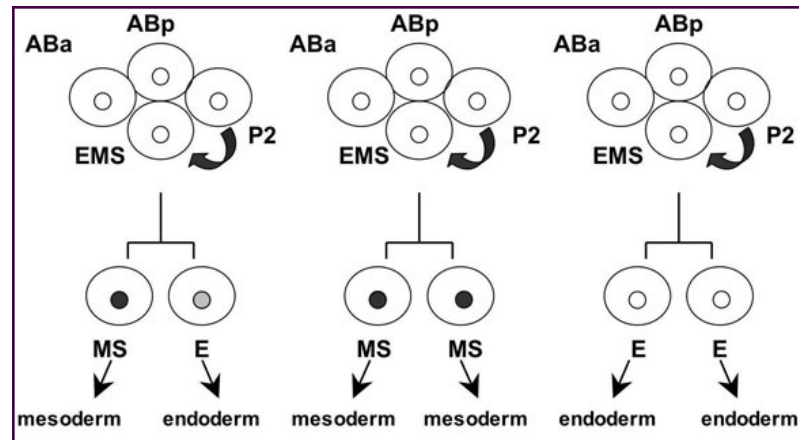 ABp
ABa
EMS
P2
MS E
mesoderm endoderm
ABp
ABa
EMS
P2
MS MS
mesoderm mesoderm
ABp
ABa
EMS
P2
E E
endoderm endoderm